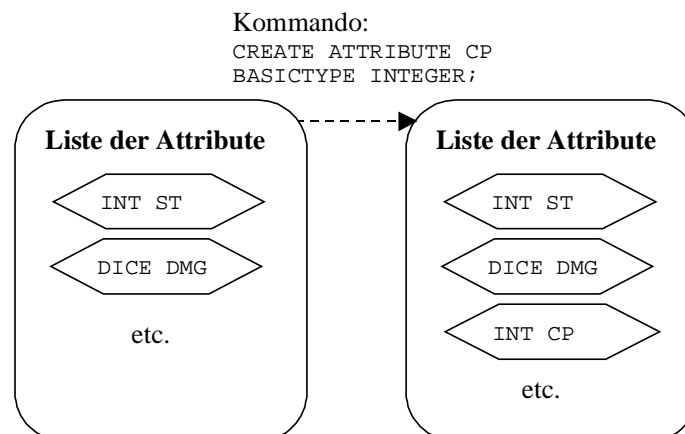 Kommando:
CREATE ATTRIBUTE CP
BASICTYPE INTEGER;
Liste der Attribute
INT ST
DICE DMG
etc.
Liste der Attribute
INT ST
DICE DMG
INT CP
etc.